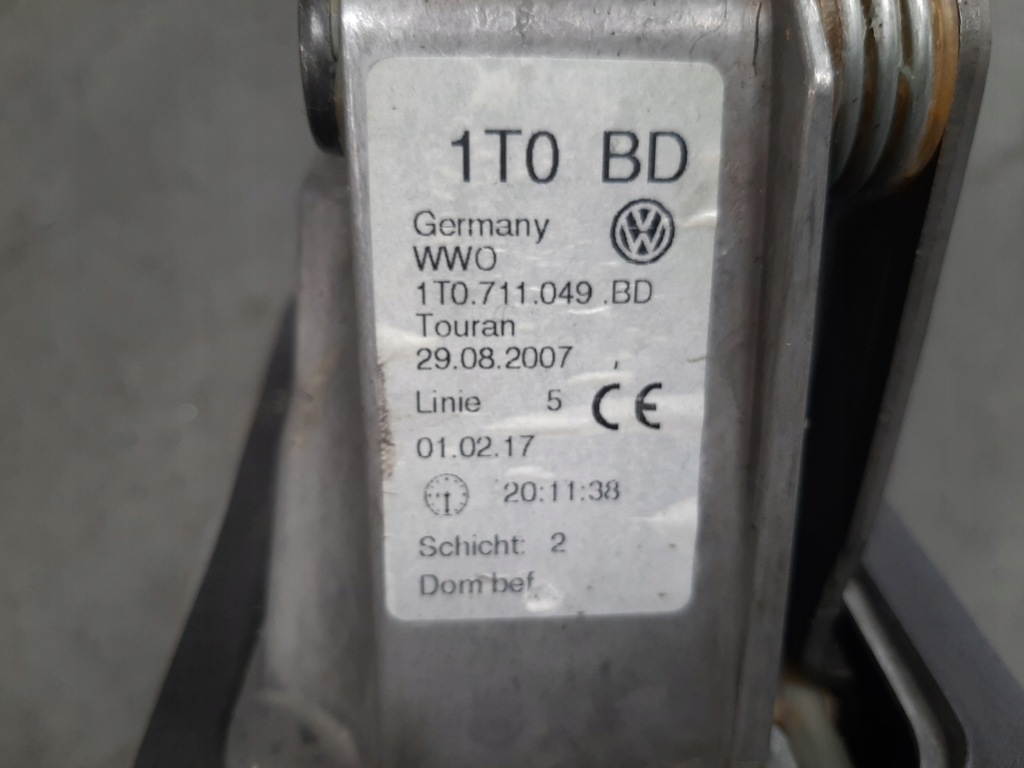 1T0 BD
Germany
WWO
1T0.711.049 .BD
Touran
29.08.2007
Linie 5 CE
01.02.17
20:11:38
Schicht: 2
Dom bef.